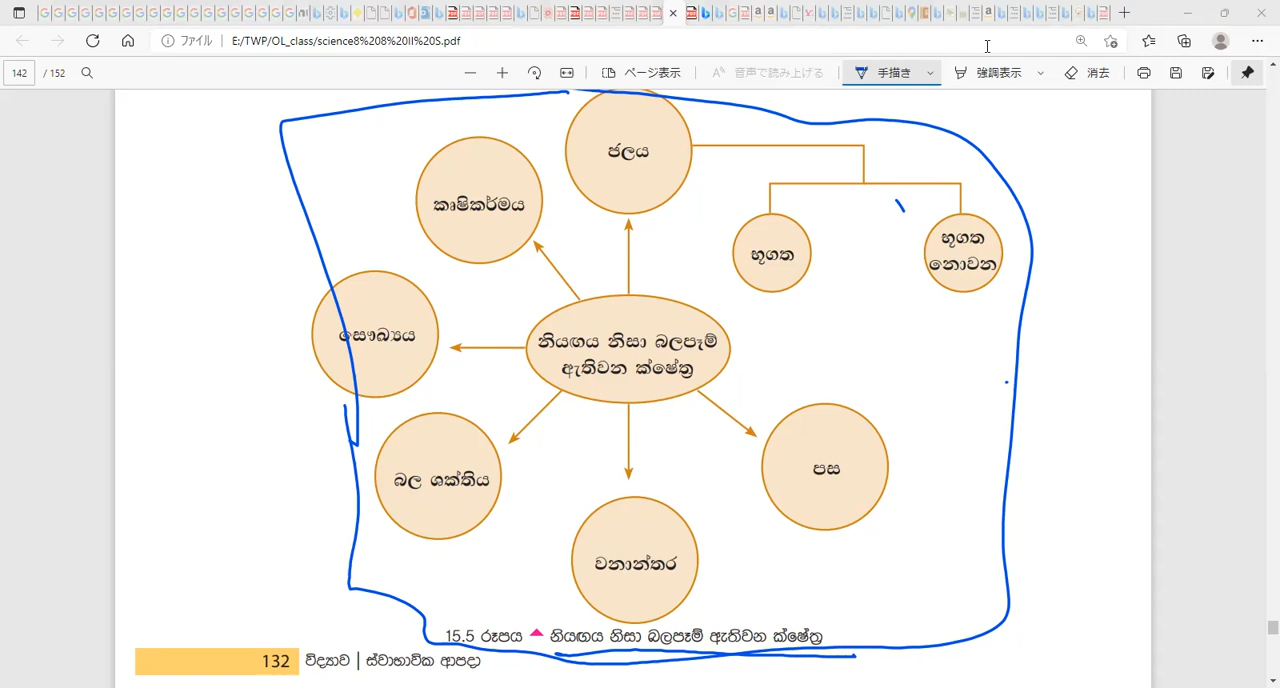 ファイル E:/TWP/OL_class/science8%208%20II%20S.pdf
142 / 152 ページ表示 音声で読み上げる 手描き 強調表示 消去
ජලය
කෘෂිකර්මය
භූගත
භූගත
නොවන
සෞඛ්‍යය
නියඟය නිසා බලපෑම්
ඇතිවන ක්ෂේත්‍ර
බල ශක්තිය
පස
වනාන්තර
15.5 රූපය ▲ නියඟය නිසා බලපෑම් ඇතිවන ක්ෂේත්‍ර
132 විද්‍යාව | ස්වාභාවික ආපදා